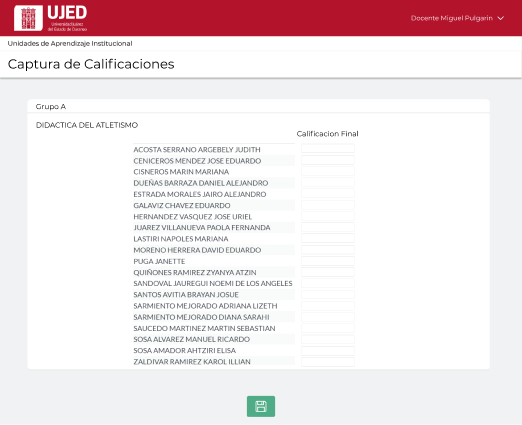 UJED
Universidad Juárez
del Estado de Durango
Docente Miguel Pulgarin
Unidades de Aprendizaje Institucional
Captura de Calificaciones
Grupo A
DIDACTICA DEL ATLETISMO
Calificacion Final
ACOSTA SERRANO ARGEBELY JUDITH
CENICEROS MENDEZ JOSE EDUARDO
CISNEROS MARIN MARIANA
DUEÑAS BARRAZA DANIEL ALEJANDRO
ESTRADA MORALES JAIRO ALEJANDRO
GALAVIZ CHAVEZ EDUARDO
HERNANDEZ VASQUEZ JOSE URIEL
JUAREZ VILLANUEVA PAOLA FERNANDA
LASTIRI NAPOLES MARIANA
MORENO HERRERA DAVID EDUARDO
PUGA JANETTE
QUIÑONES RAMIREZ ZYANYA ATZIN
SANDOVAL JAUREGUI NOEMI DE LOS ANGELES
SANTOS AVITIA BRAYAN JOSUE
SARMIENTO MEJORADO ADRIANA LIZETH
SARMIENTO MEJORADO DIANA SARAHI
SAUCEDO MARTINEZ MARTIN SEBASTIAN
SOSA ALVAREZ MANUEL RICARDO
SOSA AMADOR AHTZIRI ELISA
ZALDIVAR RAMIREZ KAROL ILLIAN